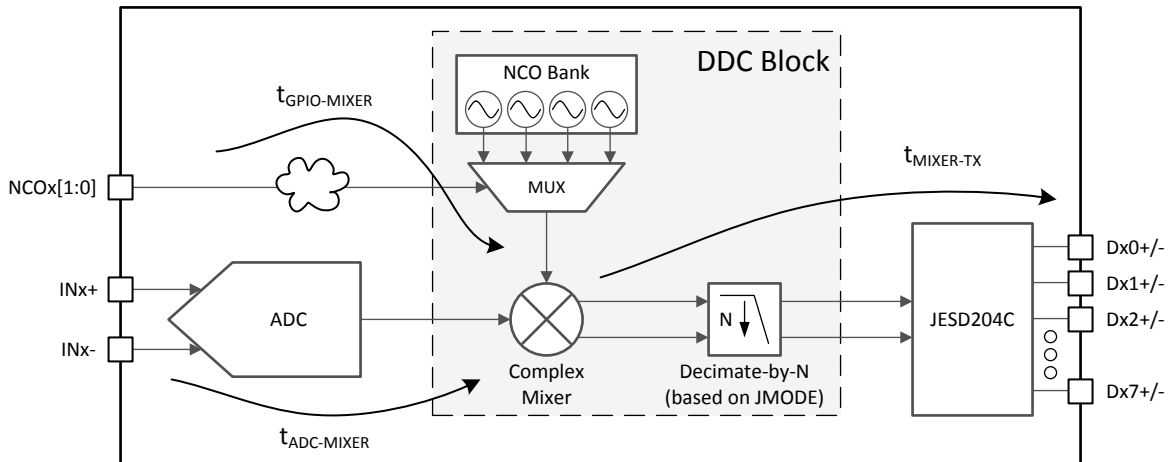 DDC Block
NCO Bank
tGPIO-MIXER
tMIXER-TX
NCOx[1:0]
MUX
Dx0+/-
INx+
Dx1+/-
ADC
N
JESD204C
Dx2+/-
INx-
Complex
Mixer
Decimate-by-N
(based on JMODE)
Dx7+/-
tADC-MIXER